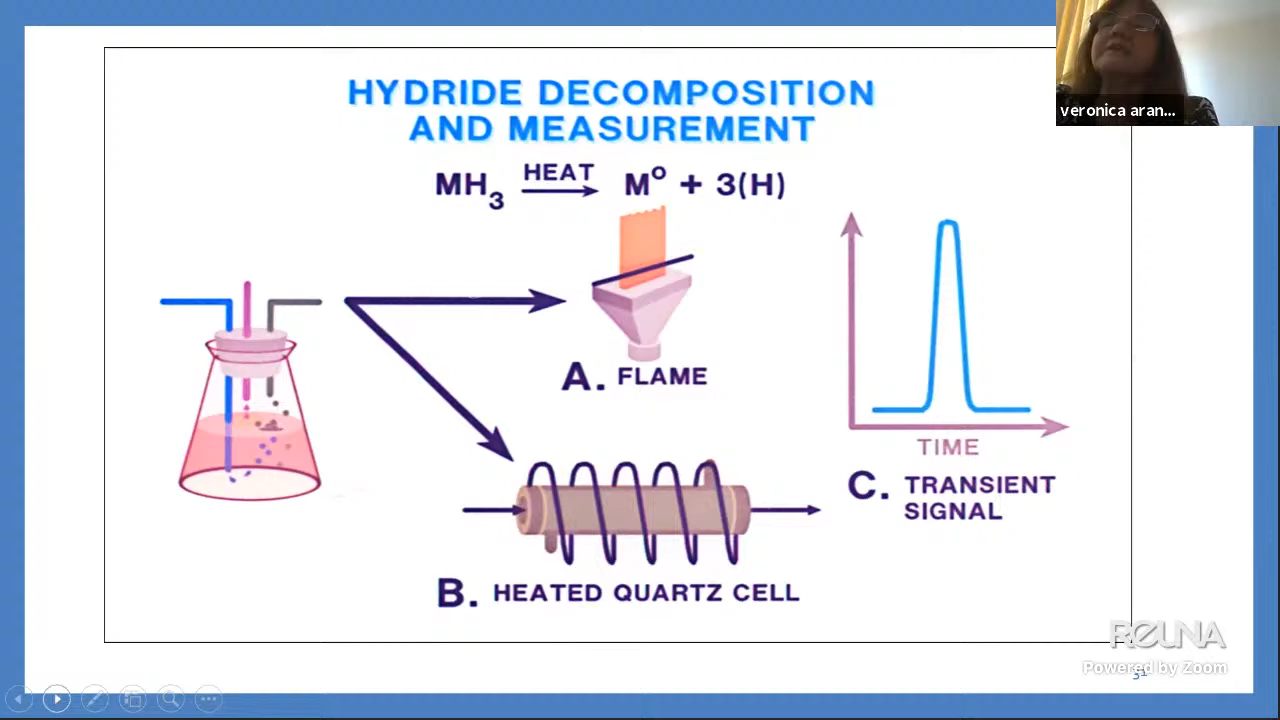 HYDRIDE DECOMPOSITION
AND MEASUREMENT
MH3 HEAT M° + 3(H)
A. FLAME
B. HEATED QUARTZ CELL
TIME
C. TRANSIENT
SIGNAL
veronica aran...
REUNA
Powered by Zoom